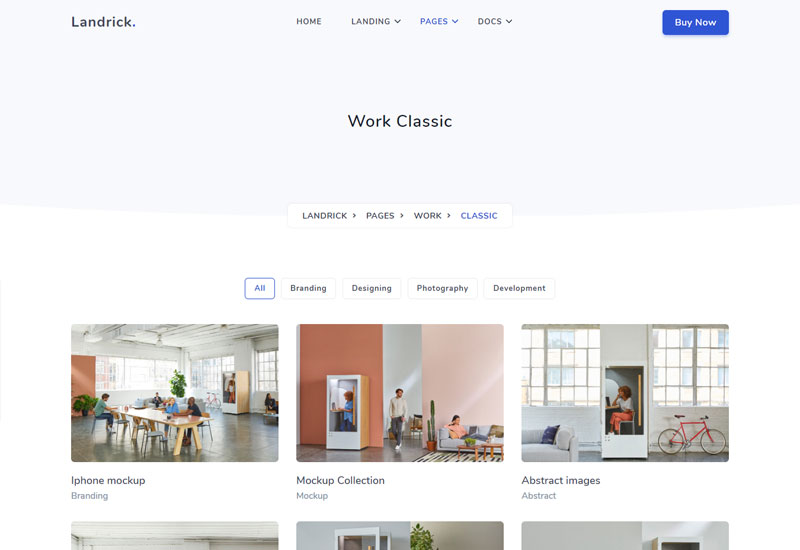 Landrick.
HOME LANDING PAGES DOCS
Buy Now
Work Classic
LANDRICK > PAGES > WORK > CLASSIC
All Branding Designing Photography Development
Iphone mockup
Branding
Mockup Collection
Mockup
Abstract images
Abstract